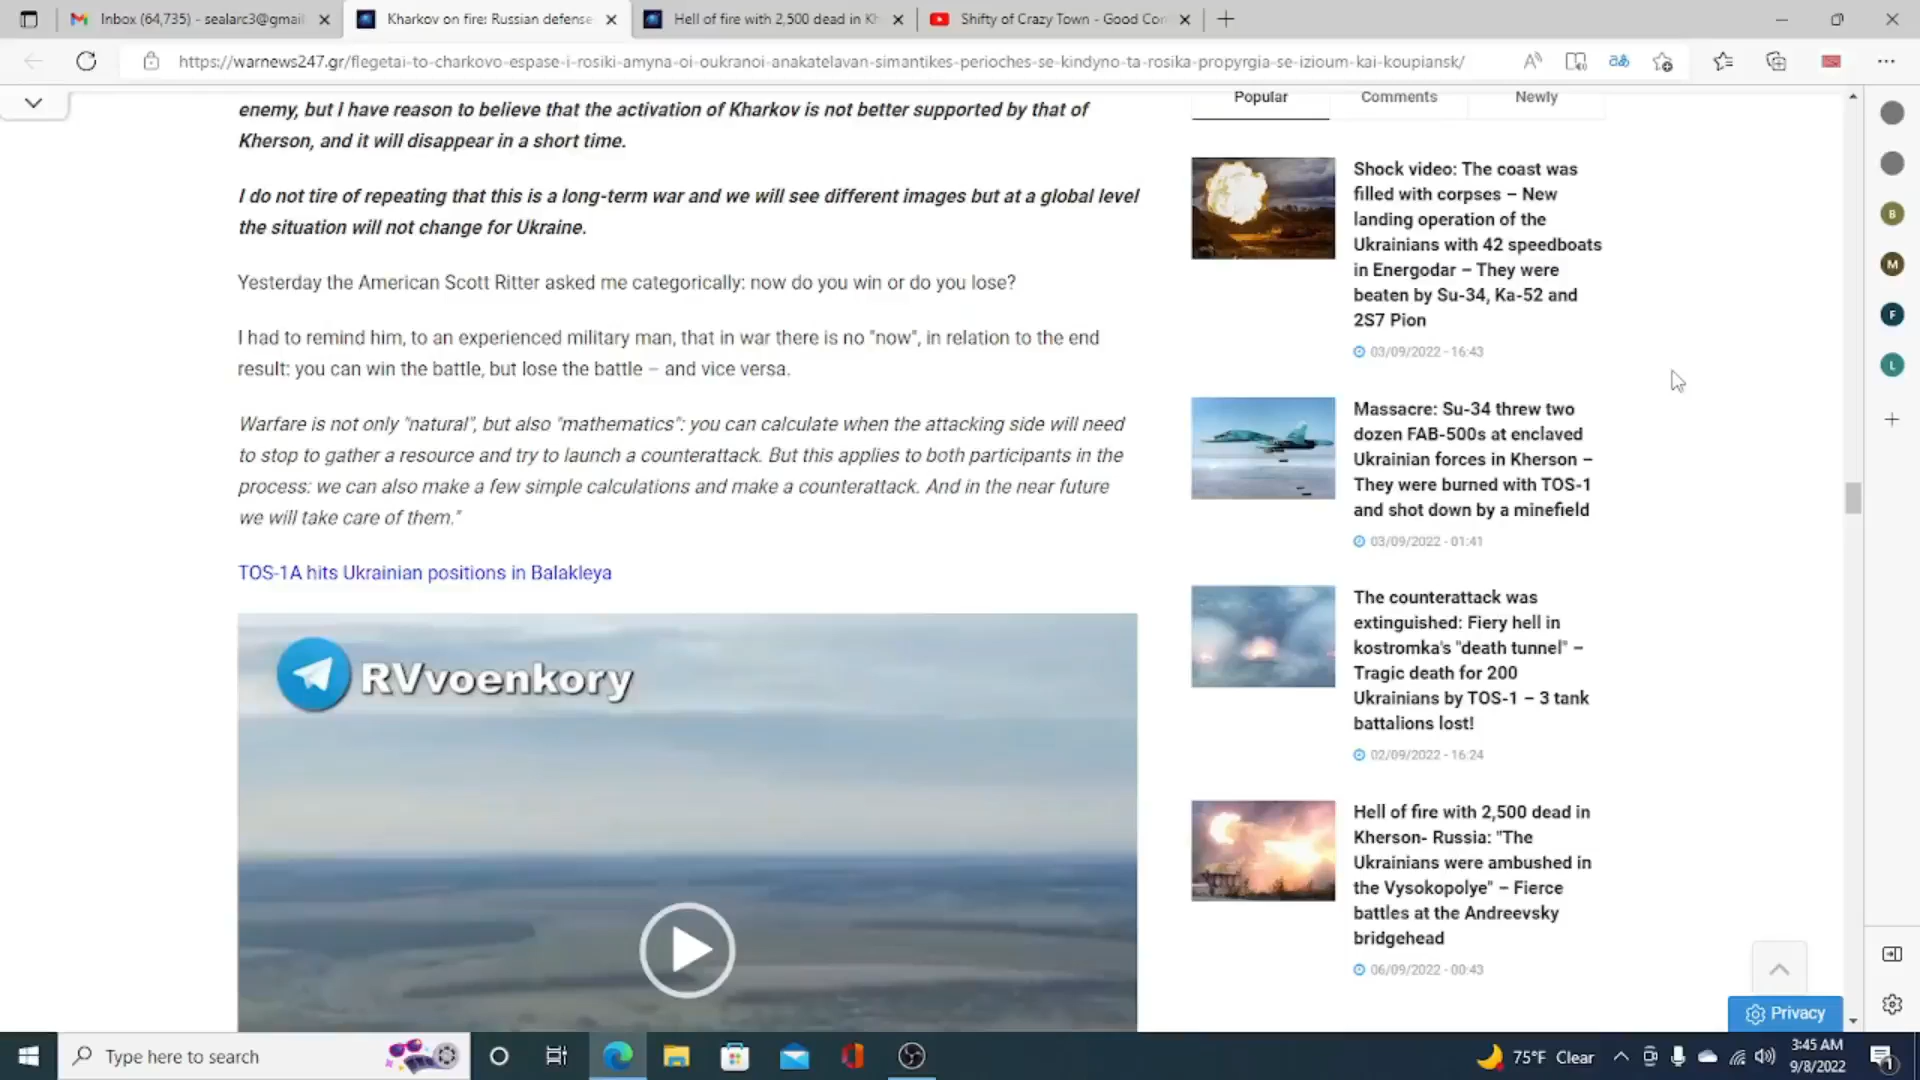 Inbox (64,735) - sealarc3@gmail
Kharkov on fire: Russian defense
Hell of fire with 2,500 dead in Kh
Shifty of Crazy Town - Good Con
https://warnews247.gr/flegetai-to-charkovo-espase-i-rosiki-amyna-oi-oukranoi-anakatelavan-simantikes-perioches-se-kindyno-ta-rosika-propyrgia-se-izioum-kai-koupiansk/
enemy, but I have reason to believe that the activation of Kharkov is not better supported by that of
Kherson, and it will disappear in a short time.
I do not tire of repeating that this is a long-term war and we will see different images but at a global level
the situation will not change for Ukraine.
Yesterday the American Scott Ritter asked me categorically: now do you win or do you lose?
I had to remind him, to an experienced military man, that in war there is no "now", in relation to the end
result: you can win the battle, but lose the battle – and vice versa.
Warfare is not only "natural", but also "mathematics": you can calculate when the attacking side will need
to stop to gather a resource and try to launch a counterattack. But this applies to both participants in the
process: we can also make a few simple calculations and make a counterattack. And in the near future
we will take care of them."
TOS-1A hits Ukrainian positions in Balakleya
RVvoenkory
Popular
Comments
Newly
Shock video: The coast was
filled with corpses – New
landing operation of the
Ukrainians with 42 speedboats
in Energodar – They were
beaten by Su-34, Ka-52 and
2S7 Pion
03/09/2022 - 16:43
Massacre: Su-34 threw two
dozen FAB-500s at enclaved
Ukrainian forces in Kherson –
They were burned with TOS-1
and shot down by a minefield
03/09/2022 - 01:41
The counterattack was
extinguished: Fiery hell in
kostromka's "death tunnel" –
Tragic death for 200
Ukrainians by TOS-1 – 3 tank
battalions lost!
02/09/2022 - 16:24
Hell of fire with 2,500 dead in
Kherson- Russia: "The
Ukrainians were ambushed in
the Vysokopolye" – Fierce
battles at the Andreevsky
bridgehead
06/09/2022 - 00:43
B
M
F
L
Privacy
Type here to search
75°F Clear
3:45 AM
9/8/2022
1